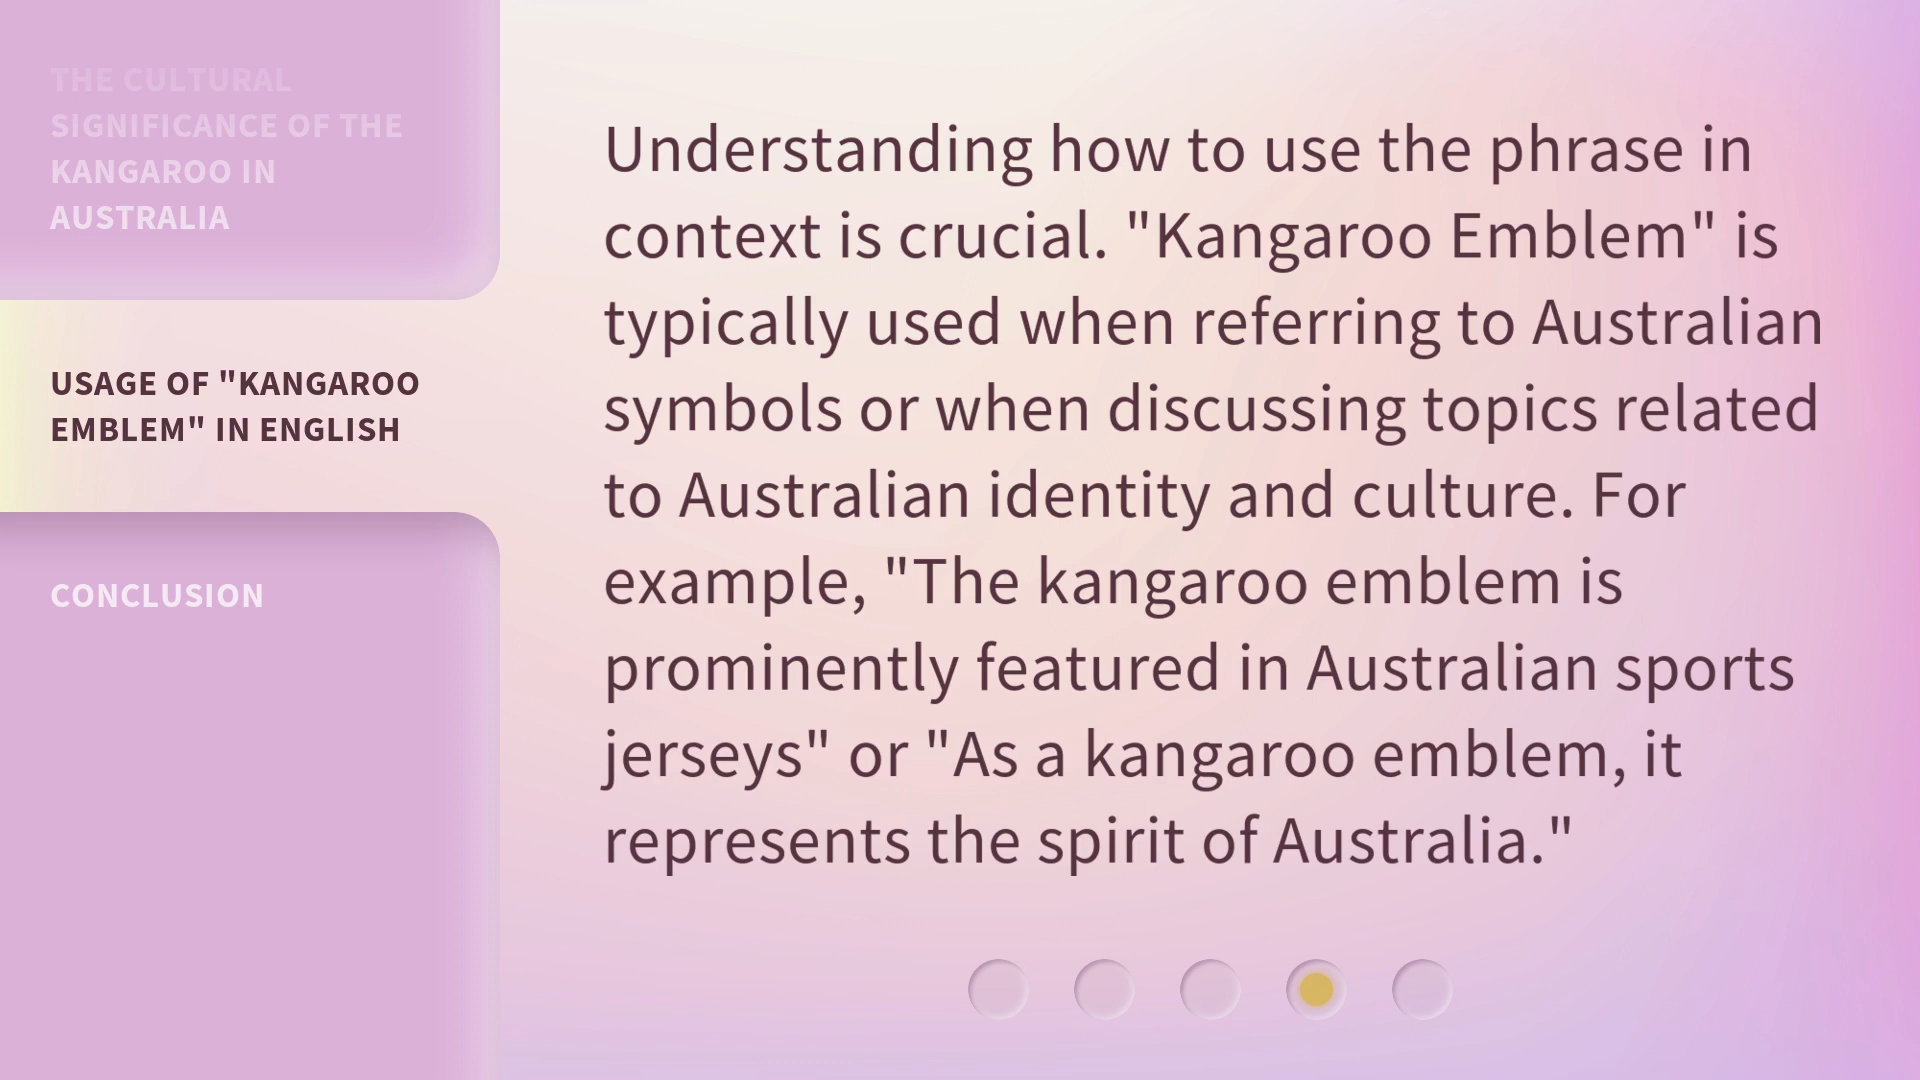 THE CULTURAL
SIGNIFICANCE OF THE
KANGAROO IN
AUSTRALIA
USAGE OF "KANGAROO
EMBLEM" IN ENGLISH
CONCLUSION
Understanding how to use the phrase in
context is crucial. "Kangaroo Emblem" is
typically used when referring to Australian
symbols or when discussing topics related
to Australian identity and culture. For
example, "The kangaroo emblem is
prominently featured in Australian sports
jerseys" or "As a kangaroo emblem, it
represents the spirit of Australia."